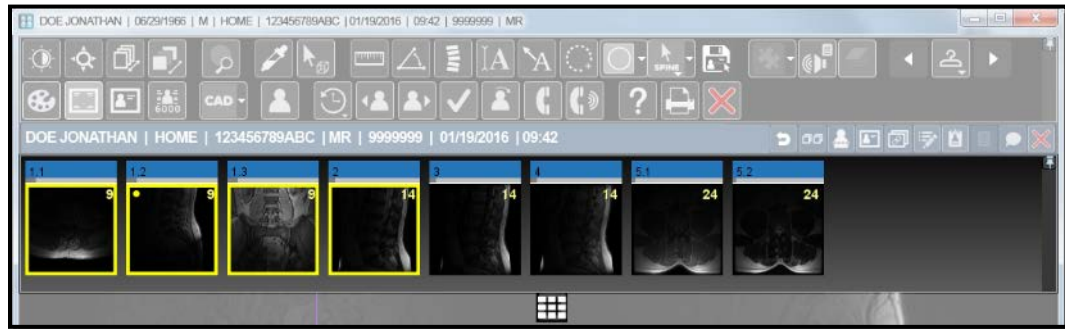 DOE JONATHAN | 06/29/1966 | M | HOME | 123456789ABC | 01/19/2016 | 09:42 | 9999999 | MR
A A SPINE
6000 CAD ?
DOE JONATHAN | HOME | 123456789ABC | MR | 9999999 | 01/19/2016 | 09:42
1.1 1.2 1.3 2 3 4 5.1 5.2
9 9 9 14 14 14 24 24